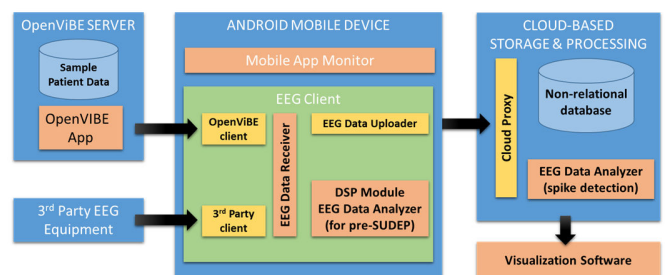 OpenViBE SERVER
Sample
Patient Data
OpenVIBE
App
3rd Party EEG
Equipment
ANDROID MOBILE DEVICE
Mobile App Monitor
EEG Client
OpenViBE
client
3rd Party
client
EEG Data Receiver
EEG Data Uploader
DSP Module
EEG Data Analyzer
(for pre-SUDEP)
CLOUD-BASED
STORAGE & PROCESSING
Cloud Proxy
Non-relational
database
EEG Data Analyzer
(spike detection)
Visualization Software